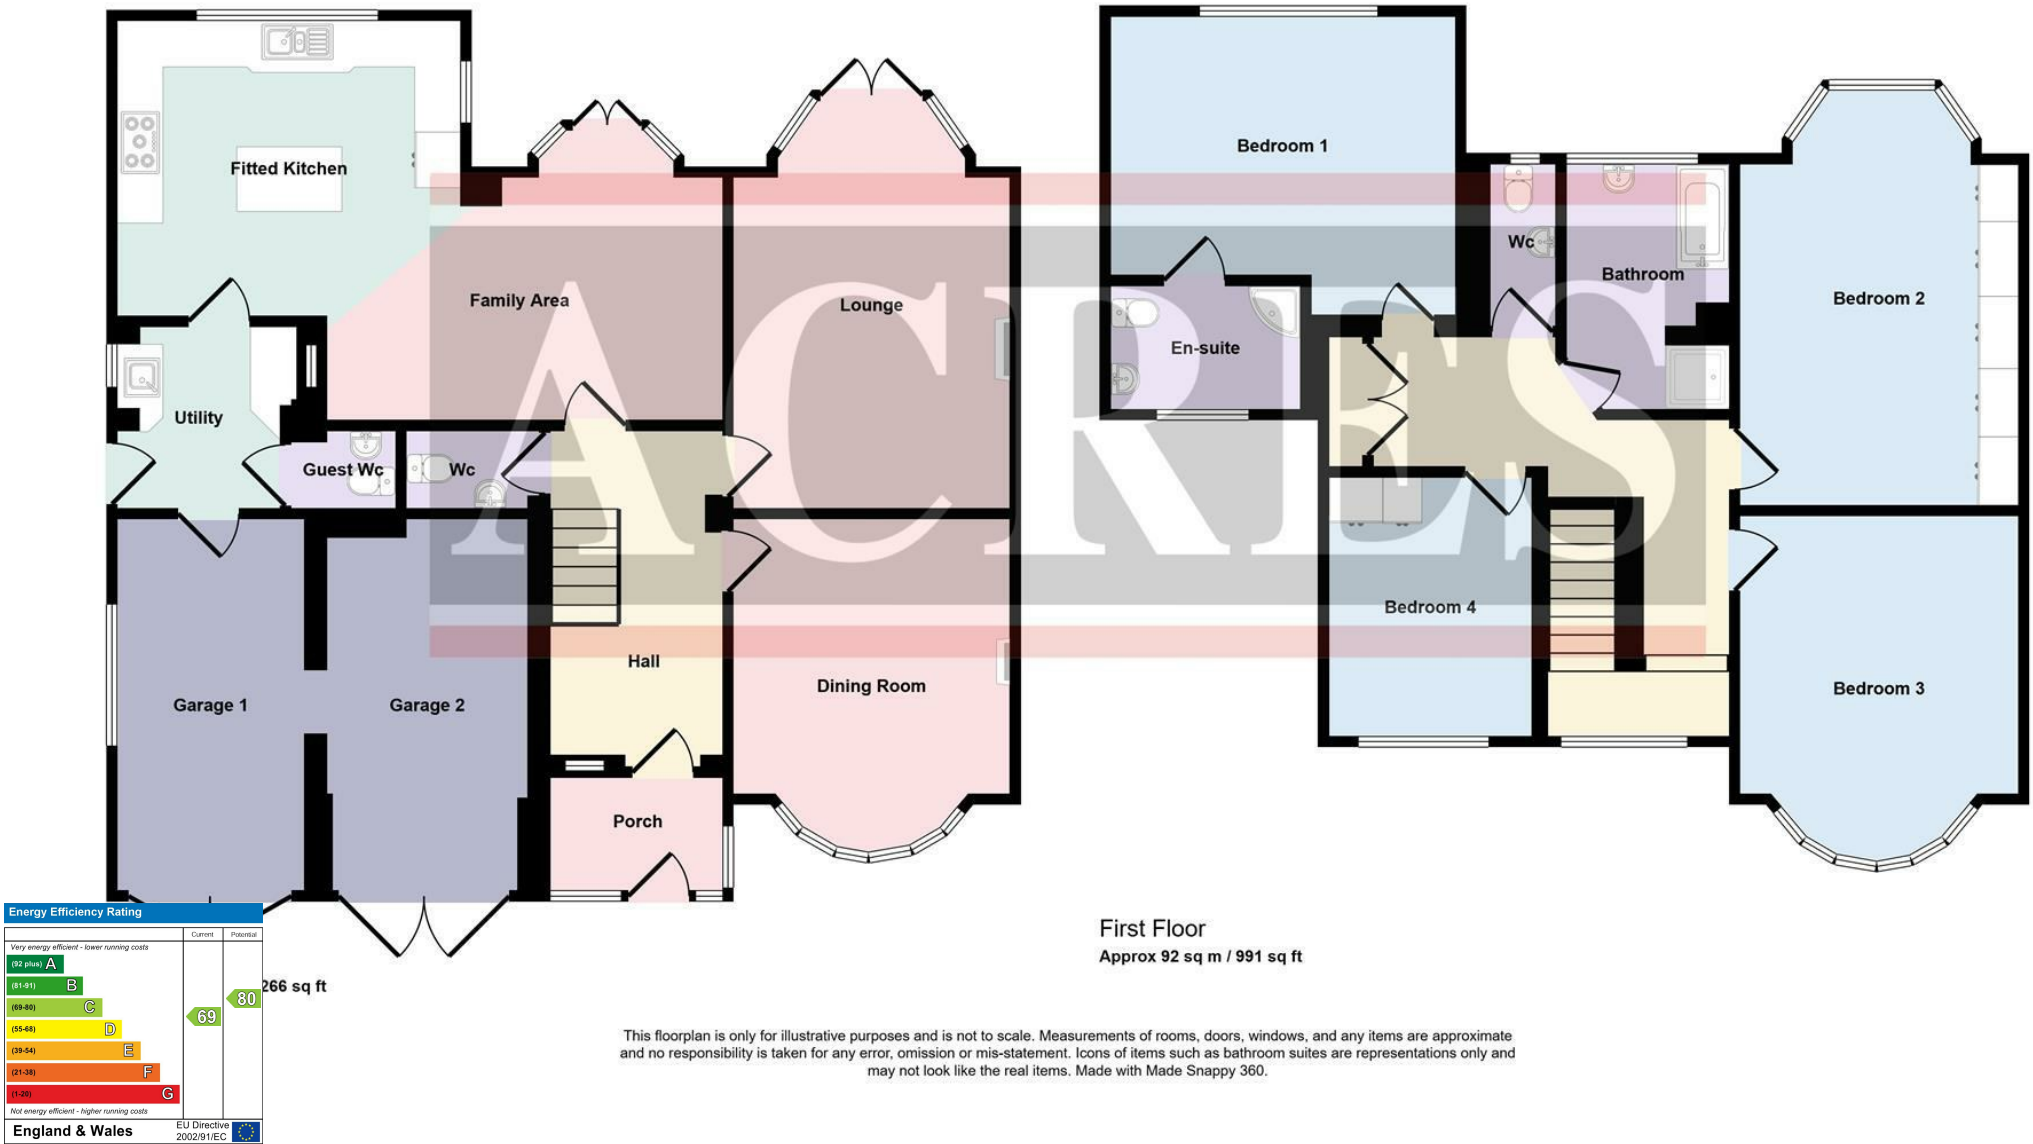 Fitted Kitchen
Family Area
Lounge
Utility
Guest Wc
Wc
Garage 1
Garage 2
Hall
Dining Room
Porch
Bedroom 1
Wc
Bathroom
Bedroom 2
En-suite
Bedroom 4
Bedroom 3
ACRES
First Floor
Approx 92 sq m / 991 sq ft
266 sq ft
Energy Efficiency Rating
Current
Potential
Very energy efficient - lower running costs
(92 plus) A
(81-91) B
(69-80) C
(55-68) D
(39-54) E
(21-38) F
(1-20) G
69
80
Not energy efficient - higher running costs
England & Wales
EU Directive
2002/91/EC
This floorplan is only for illustrative purposes and is not to scale. Measurements of rooms, doors, windows, and any items are approximate
and no responsibility is taken for any error, omission or mis-statement. Icons of items such as bathroom suites are representations only and
may not look like the real items. Made with Made Snappy 360.